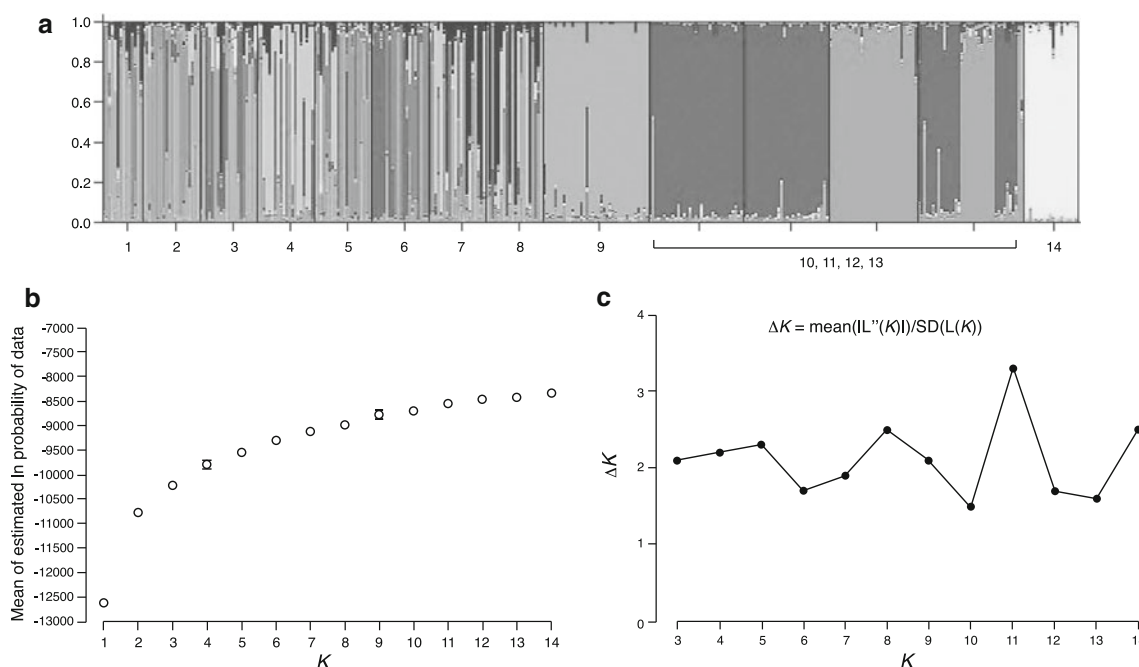 a
1.0
0.8
0.6
0.4
0.2
0.0
1 2 3 4 5 6 7 8 9 14
10, 11, 12, 13
b
Mean of estimated ln probability of data
-7000
-7500
-8000
-8500
-9000
-9500
-10000
-10500
-11000
-11500
-12000
-12500
-13000
1 2 3 4 5 6 7 8 9 10 11 12 13 14
K
c
ΔK = mean(|L''(K)|)/SD(L(K))
ΔK
4
3
2
1
0
3 4 5 6 7 8 9 10 11 12 13
K